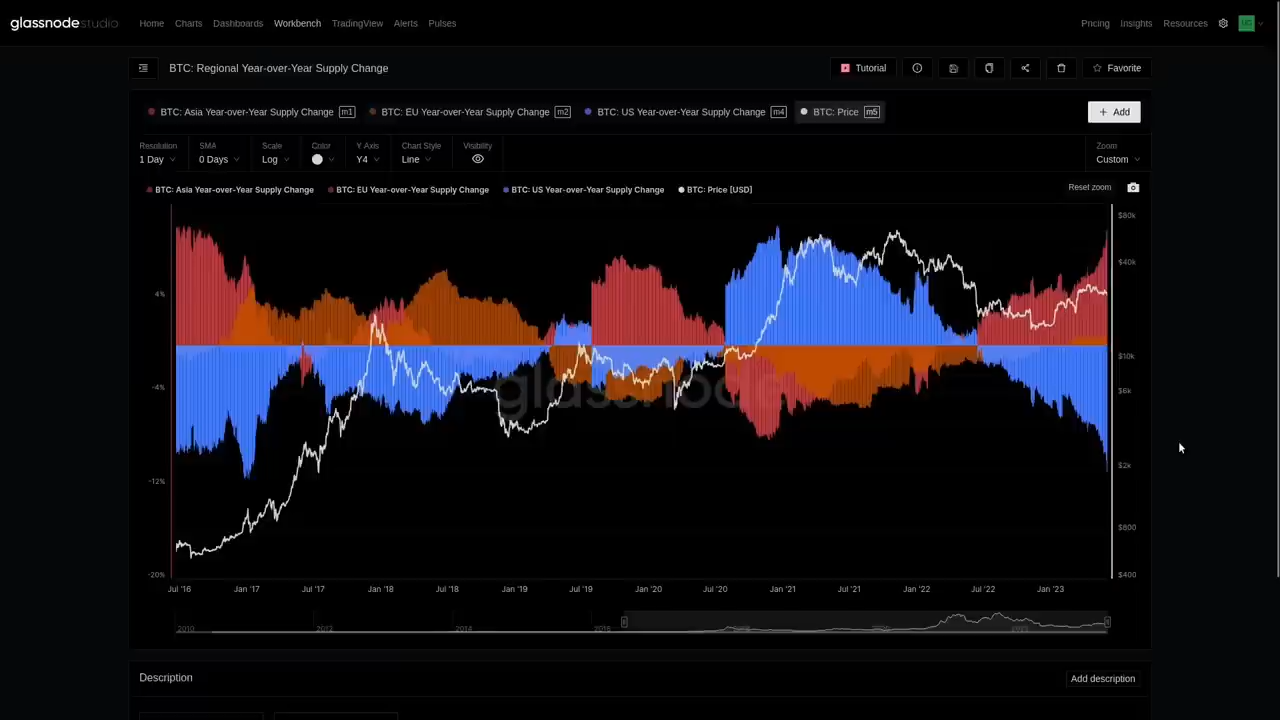 glassnode studio Home Charts Dashboards Workbench TradingView Alerts Pulses Pricing Insights Resources UC
BTC: Regional Year-over-Year Supply Change Tutorial Favorite
BTC: Asia Year-over-Year Supply Change m1 BTC: EU Year-over-Year Supply Change m2 BTC: US Year-over-Year Supply Change m4 BTC: Price m5 + Add
Resolution SMA Scale Color Y Axis Chart Style Visibility Zoom
1 Day 0 Days Log Y4 Line Custom
BTC: Asia Year-over-Year Supply Change BTC: EU Year-over-Year Supply Change BTC: US Year-over-Year Supply Change BTC: Price [USD] Reset zoom
$80k
$40k
4%
$10k
-4% $6k
glassnode
$2k
-12%
$800
-20% $400
Jul '16 Jan '17 Jul '17 Jan '18 Jul '18 Jan '19 Jul '19 Jan '20 Jul '20 Jan '21 Jul '21 Jan '22 Jul '22 Jan '23
2010 2012 2014 2016
Description Add description